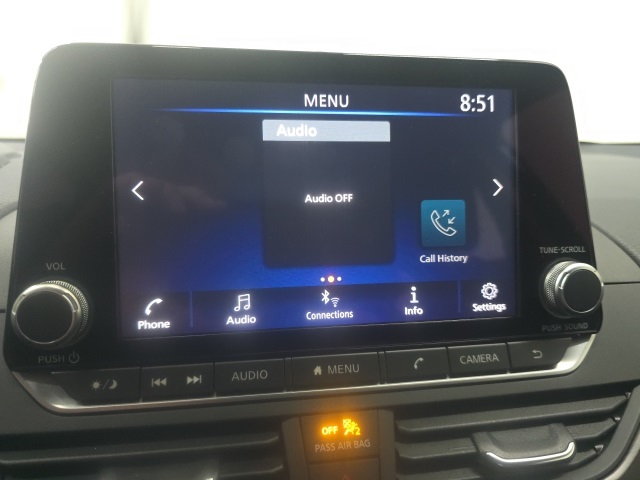 MENU 8:51
Audio
Audio OFF
Call History
VOL
TUNE·SCROLL
Phone Audio Connections Info Settings
PUSH
PUSH SOUND
AUDIO MENU CAMERA
OFF 2
PASS AIR BAG